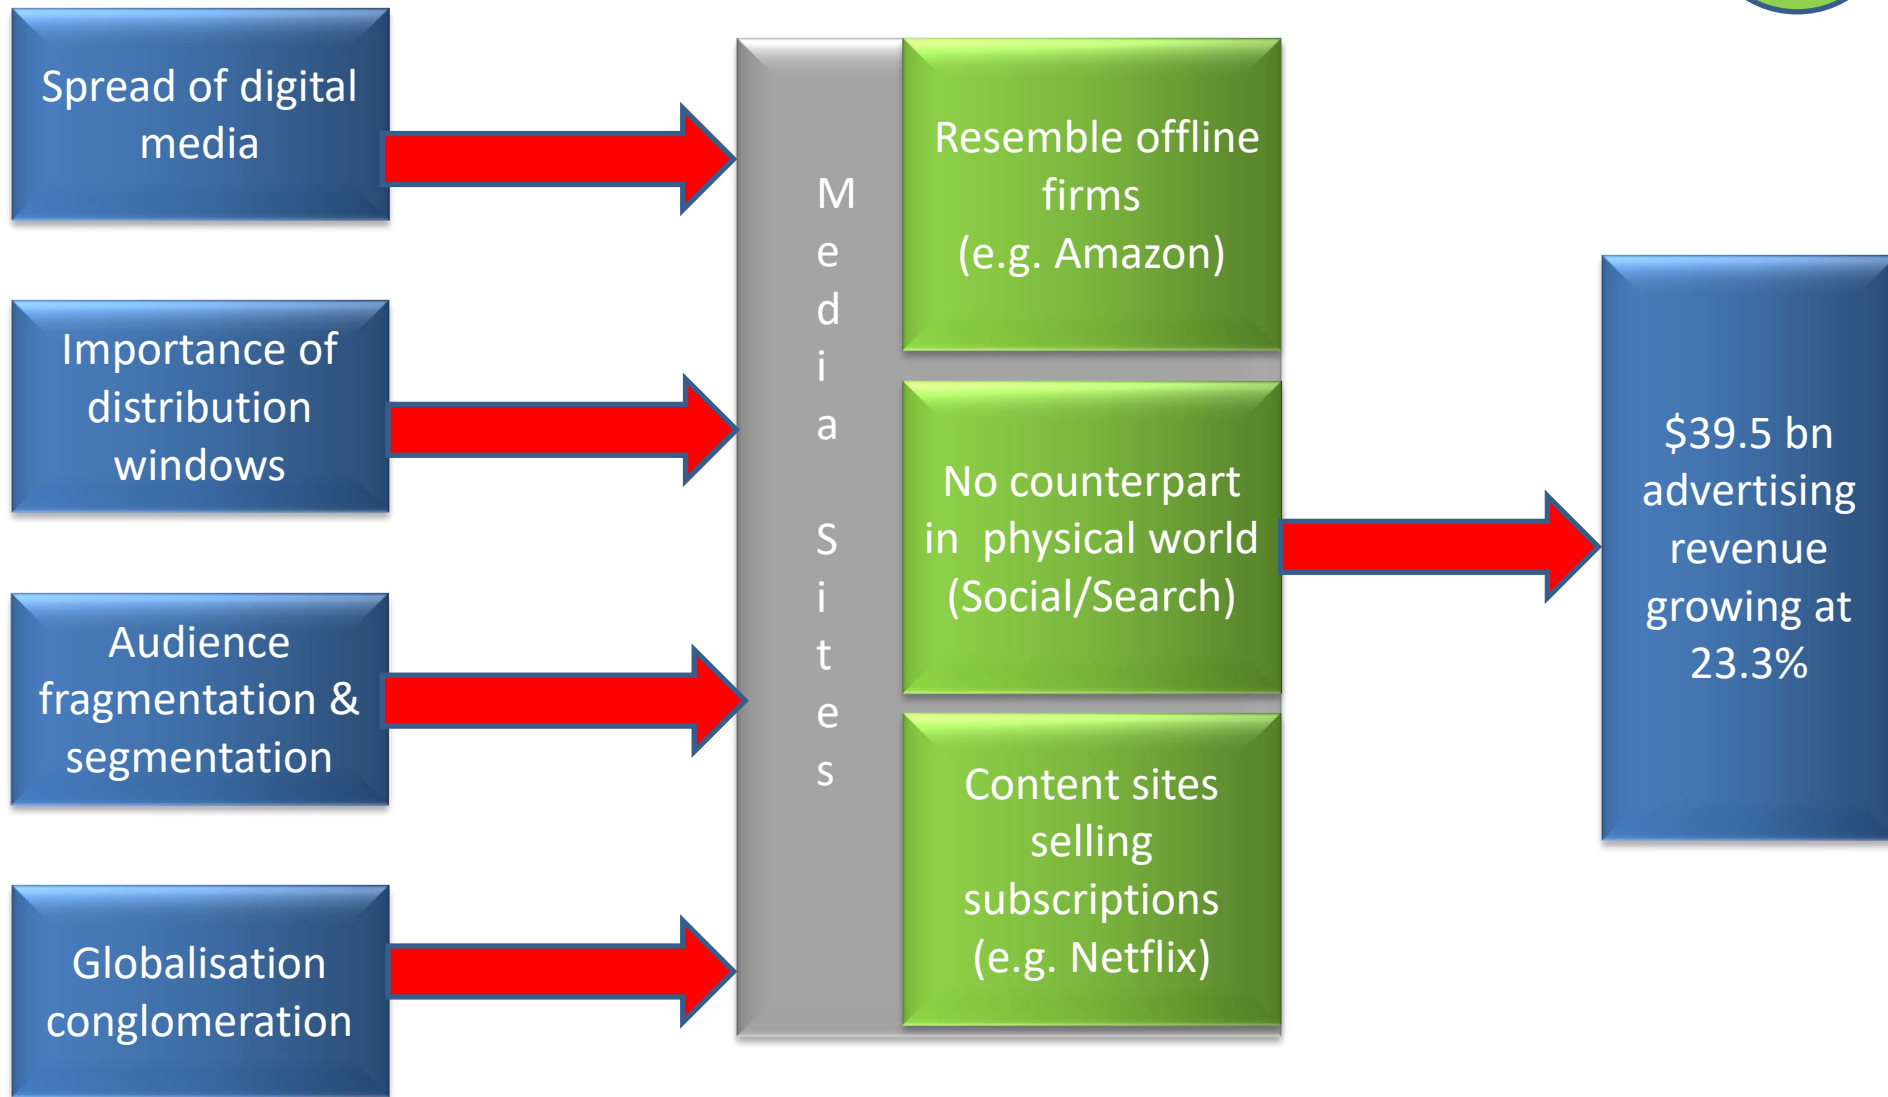 Spread of digital
media
Importance of
distribution
windows
Audience
fragmentation &
segmentation
Globalisation
conglomeration
M
e
d
i
a
S
i
t
e
s
Resemble offline
firms
(e.g. Amazon)
No counterpart
in physical world
(Social/Search)
Content sites
selling
subscriptions
(e.g. Netflix)
$39.5 bn
advertising
revenue
growing at
23.3%